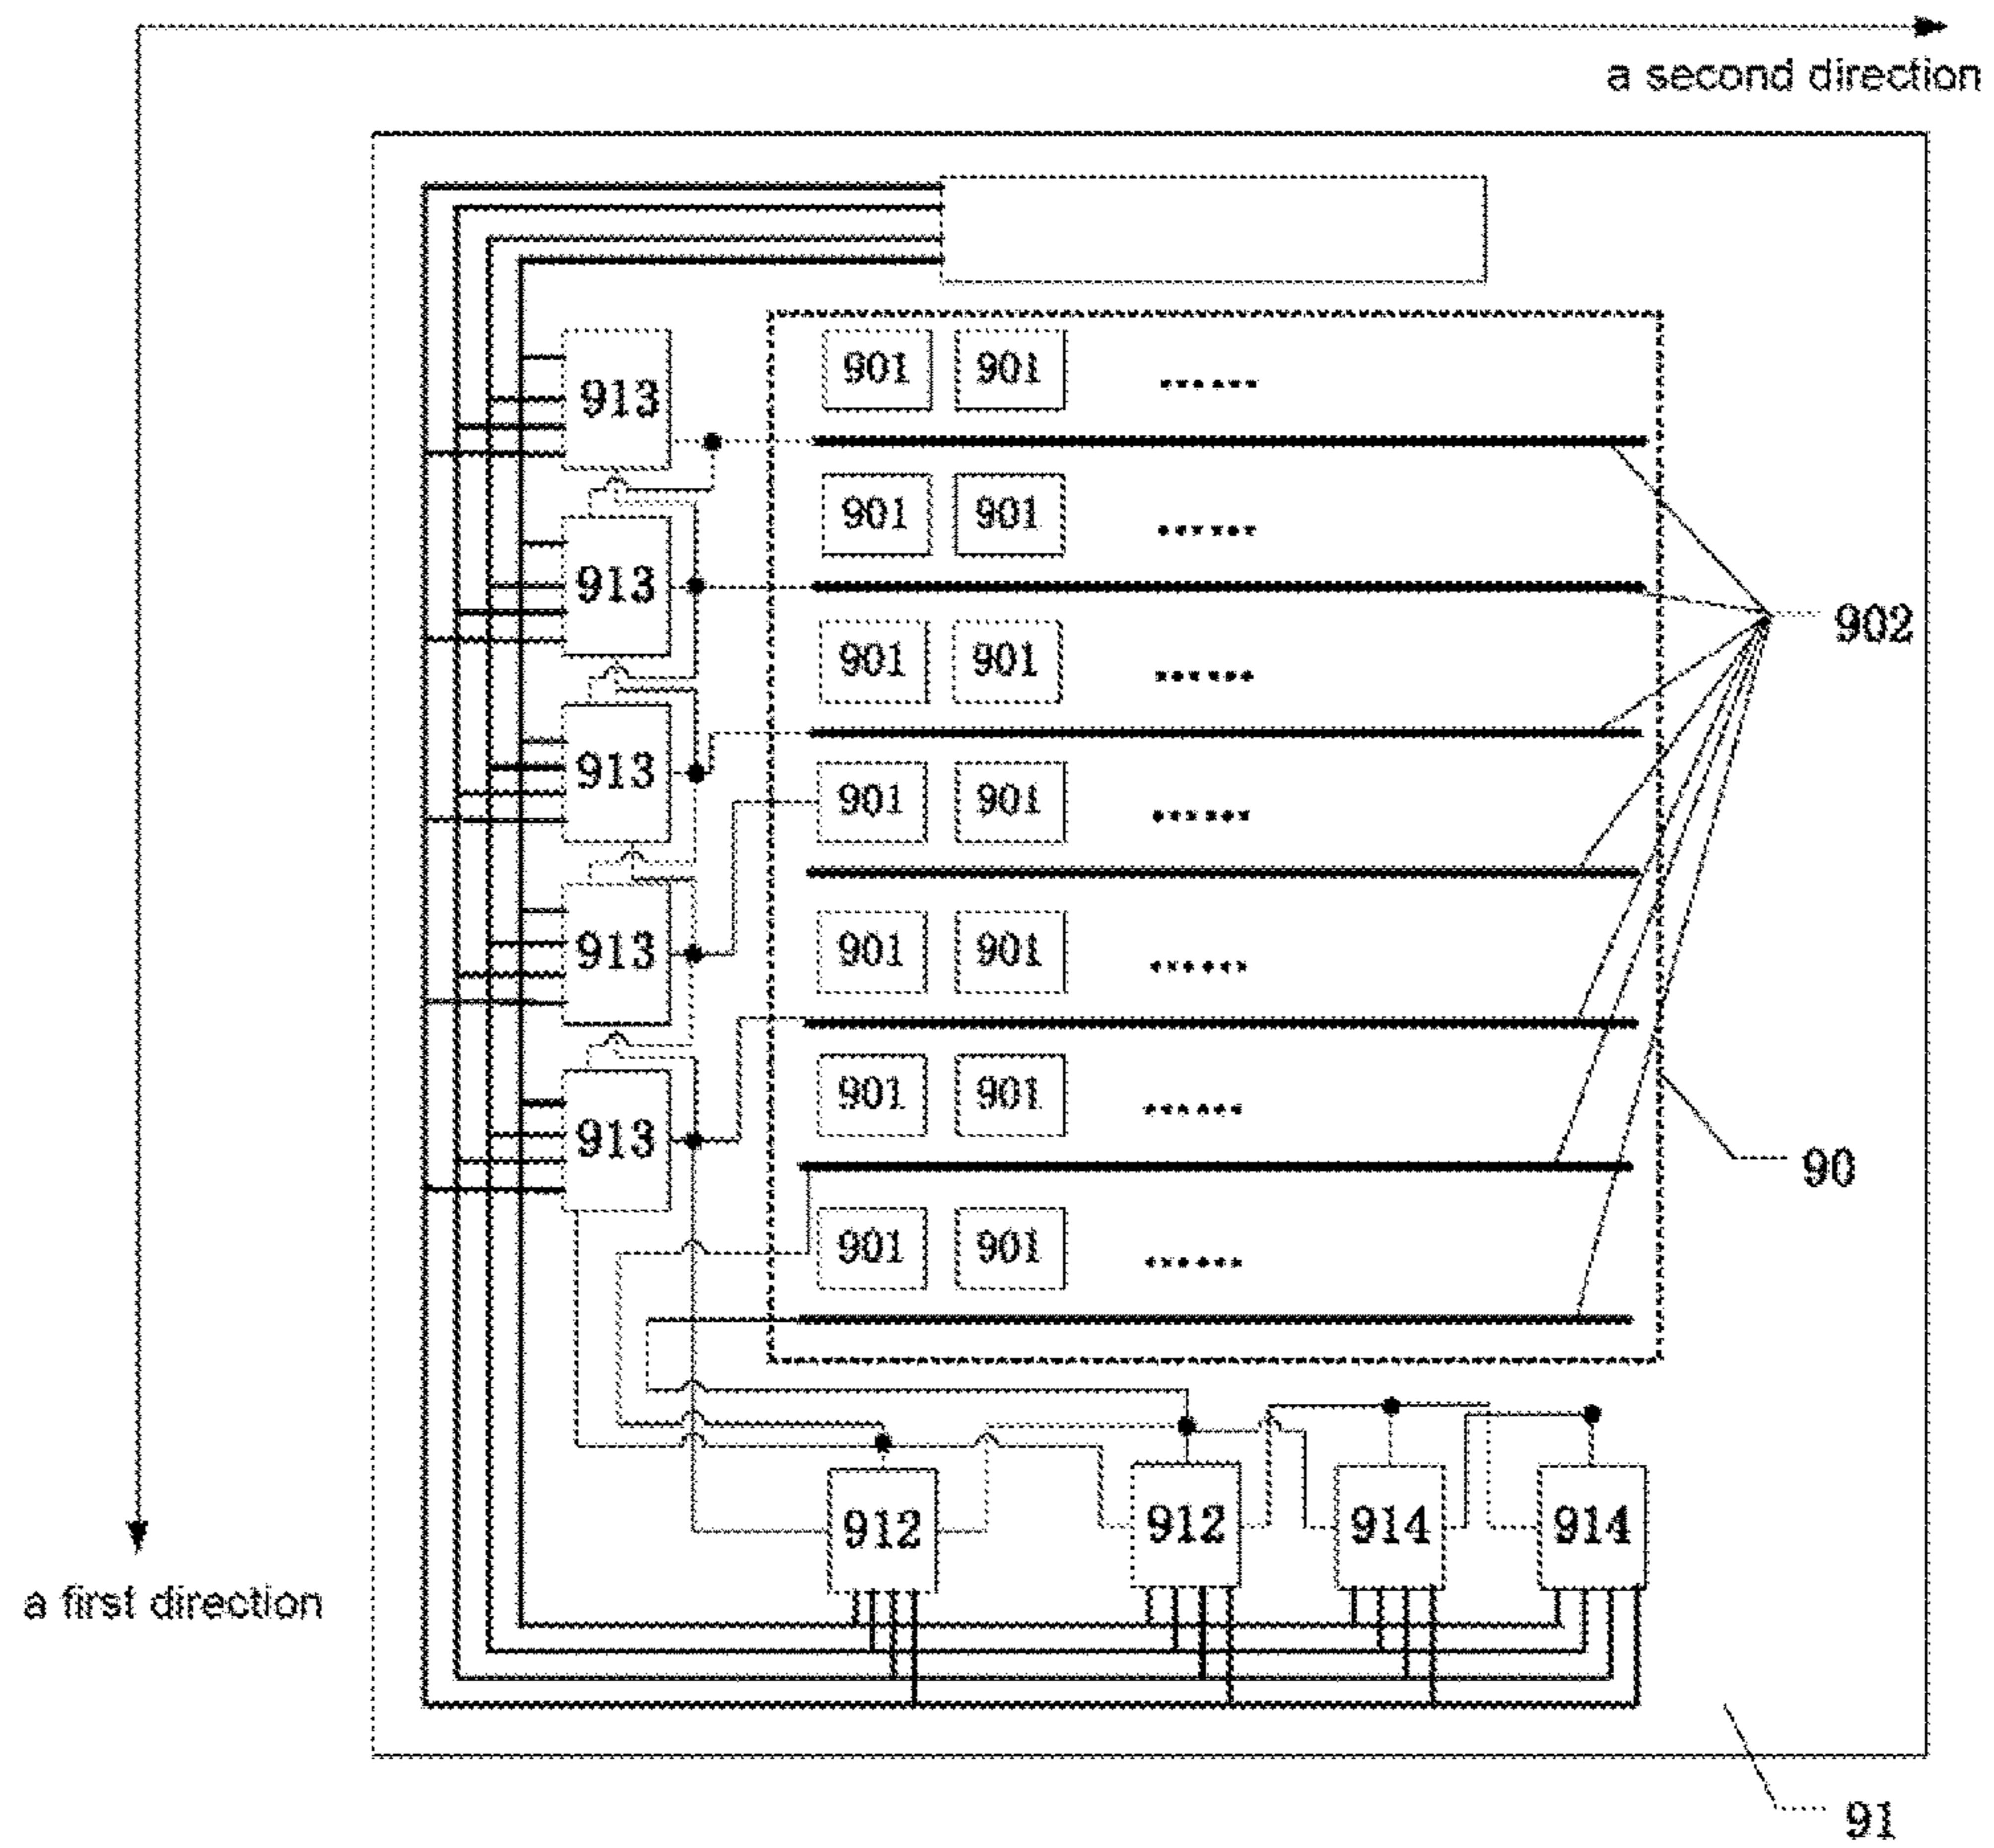 a second direction
901 901 ......
913
901 901 ......
913
902
901 901 ......
913
901 901 ......
913
901 901 ......
913
901 901 ......
90
901 901 ......
912 912 914 914
a first direction
91